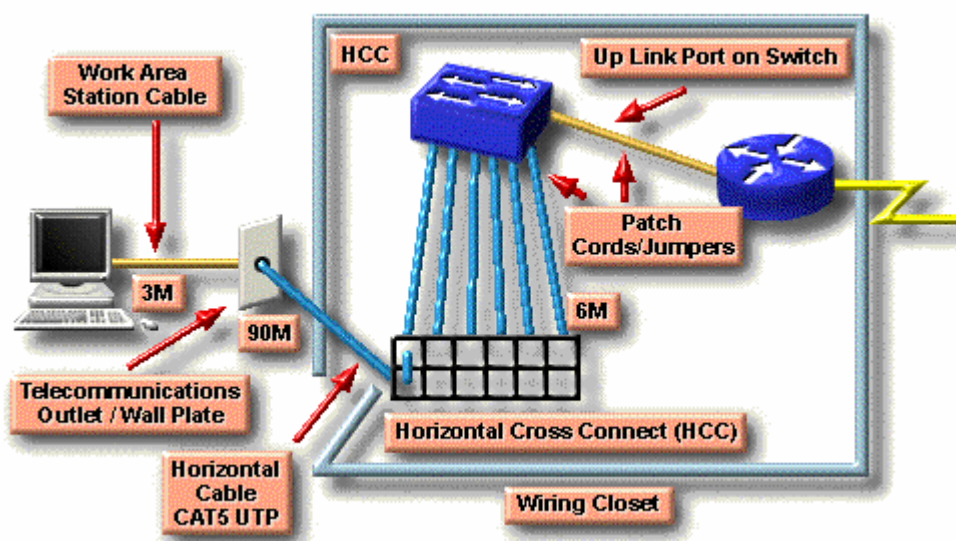 HCC
Up Link Port on Switch
Work Area
Station Cable
Patch
Cords/Jumpers
3M
90M
6M
Telecommunications
Outlet / Wall Plate
Horizontal Cross Connect (HCC)
Horizontal
Cable
CAT5 UTP
Wiring Closet